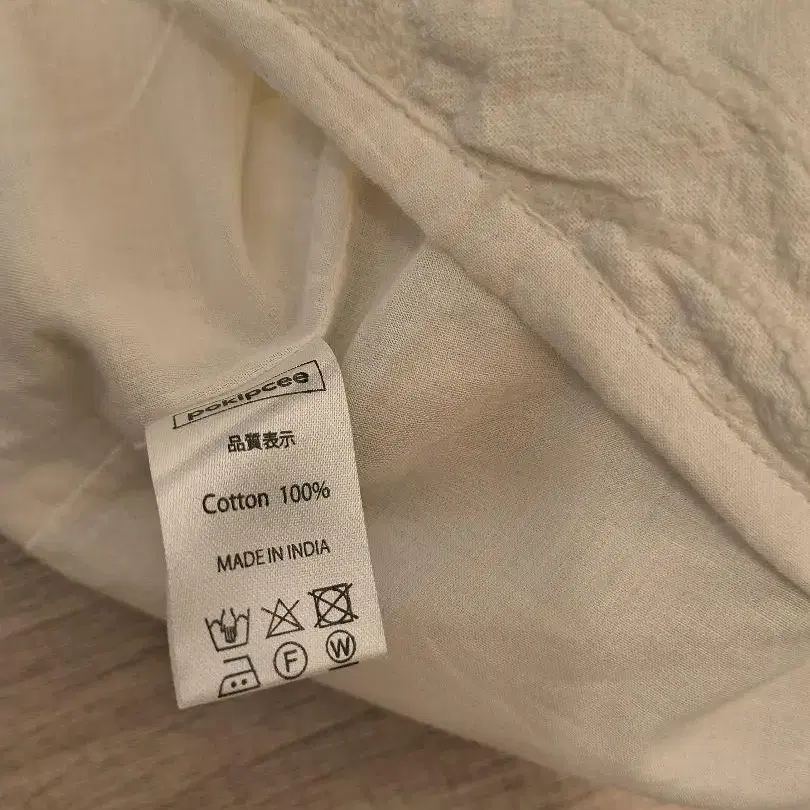 pokipcee
品質表示
Cotton 100%
MADE IN INDIA
F W